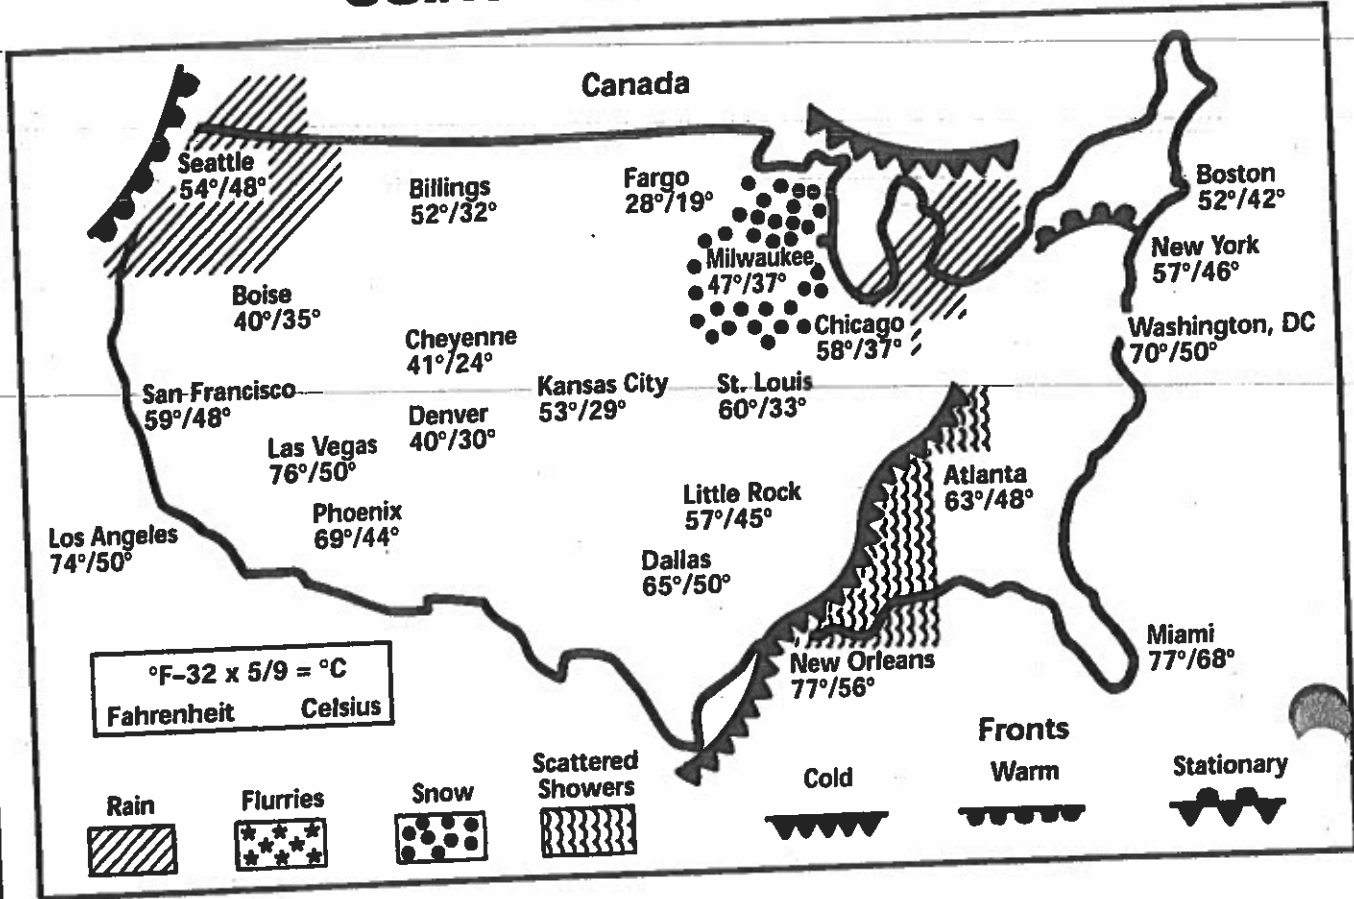 Canada
Seattle
54°/48°
Billings
52°/32°
Fargo
28°/19°
Boston
52°/42°
New York
57°/46°
Milwaukee
47°/37°
Boise
40°/35°
Chicago
58°/37°
Washington, DC
70°/50°
Cheyenne
41°/24°
San Francisco
59°/48°
Kansas City
53°/29°
St. Louis
60°/33°
Denver
40°/30°
Las Vegas
76°/50°
Atlanta
63°/48°
Little Rock
57°/45°
Phoenix
69°/44°
Los Angeles
74°/50°
Dallas
65°/50°
Miami
77°/68°
New Orleans
77°/56°
°F–32 x 5/9 = °C
Fahrenheit Celsius
Rain
Flurries
Snow
Scattered
Showers
Fronts
Cold
Warm
Stationary